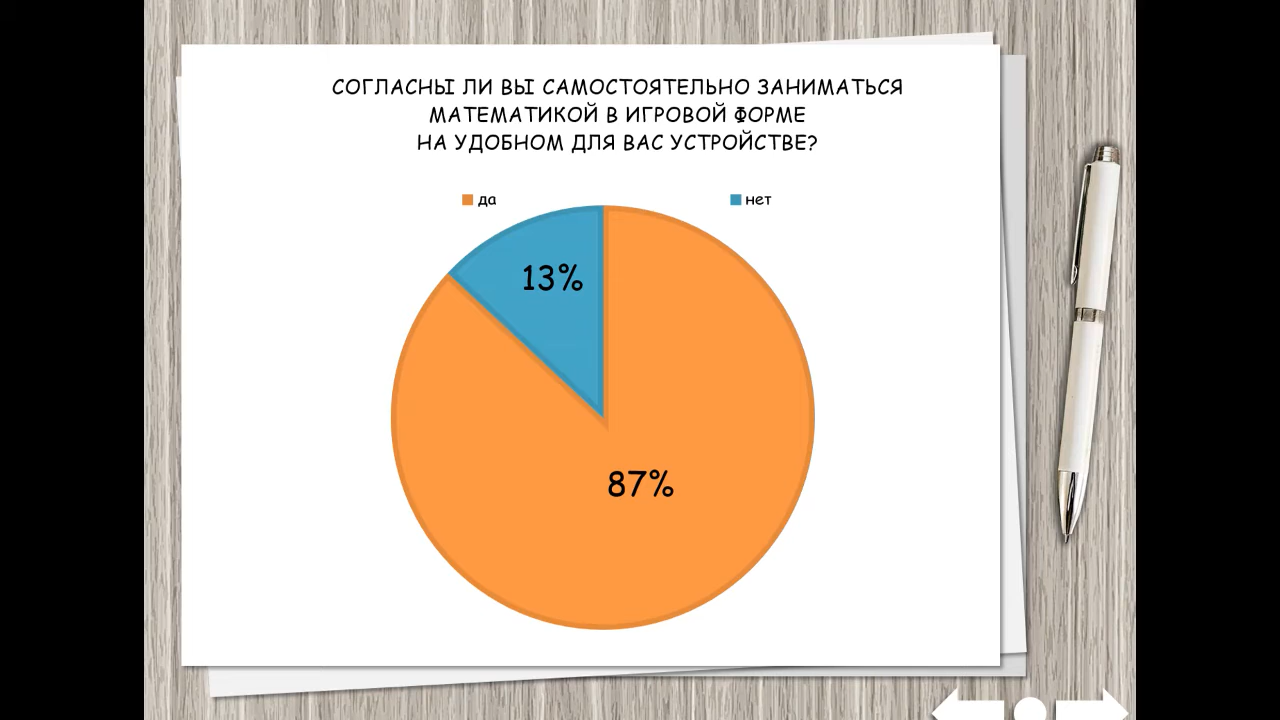 СОГЛАСНЫ ЛИ ВЫ САМОСТОЯТЕЛЬНО ЗАНИМАТЬСЯ
МАТЕМАТИКОЙ В ИГРОВОЙ ФОРМЕ
НА УДОБНОМ ДЛЯ ВАС УСТРОЙСТВЕ?
да нет
13%
87%